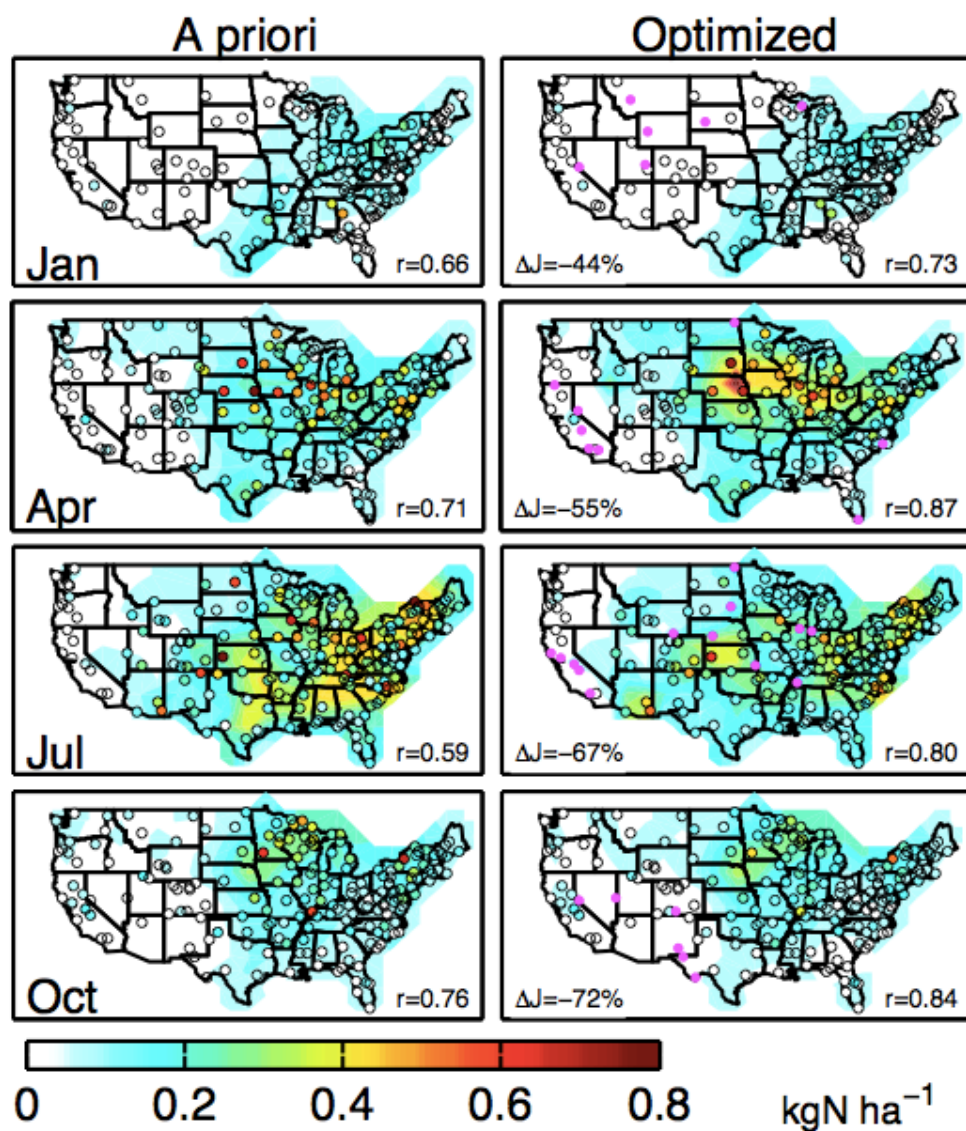 A priori Optimized
Jan r=0.66 ΔJ=−44% r=0.73
Apr r=0.71 ΔJ=−55% r=0.87
Jul r=0.59 ΔJ=−67% r=0.80
Oct r=0.76 ΔJ=−72% r=0.84
0 0.2 0.4 0.6 0.8 kgN ha⁻¹